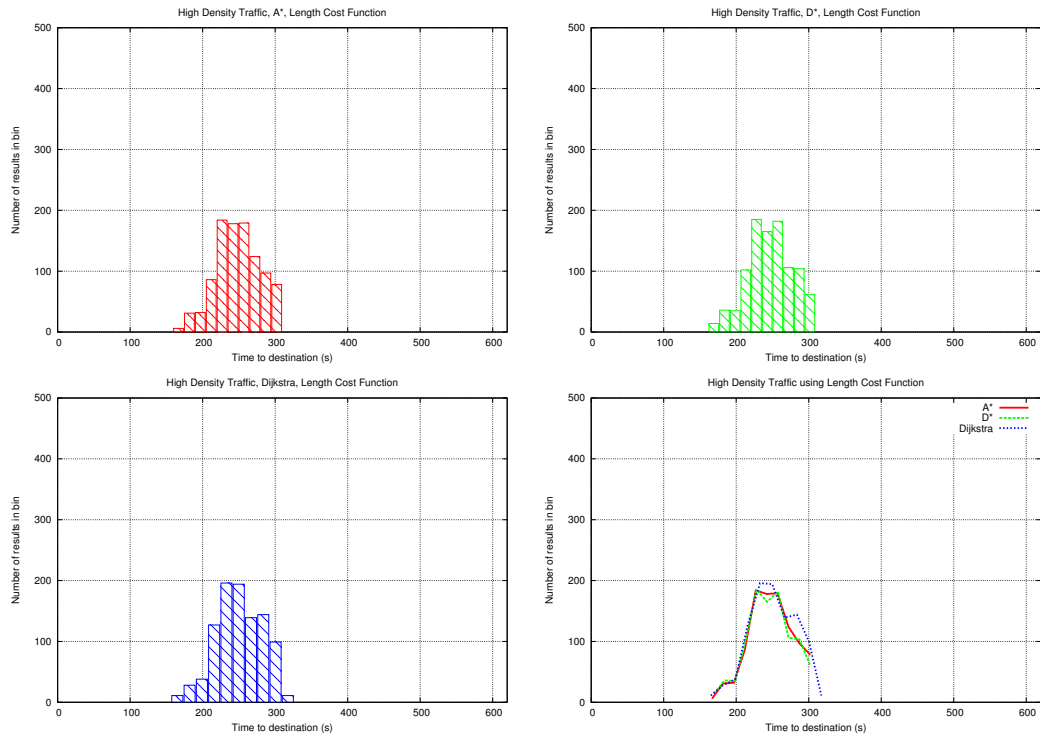 High Density Traffic, A*, Length Cost Function
500
400
300
200
100
0
Number of results in bin
0 100 200 300 400 500 600
Time to destination (s)
High Density Traffic, D*, Length Cost Function
500
400
300
200
100
0
Number of results in bin
0 100 200 300 400 500 600
Time to destination (s)
High Density Traffic, Dijkstra, Length Cost Function
500
400
300
200
100
0
Number of results in bin
0 100 200 300 400 500 600
Time to destination (s)
High Density Traffic using Length Cost Function
A*
D*
Dijkstra
500
400
300
200
100
0
Number of results in bin
0 100 200 300 400 500 600
Time to destination (s)